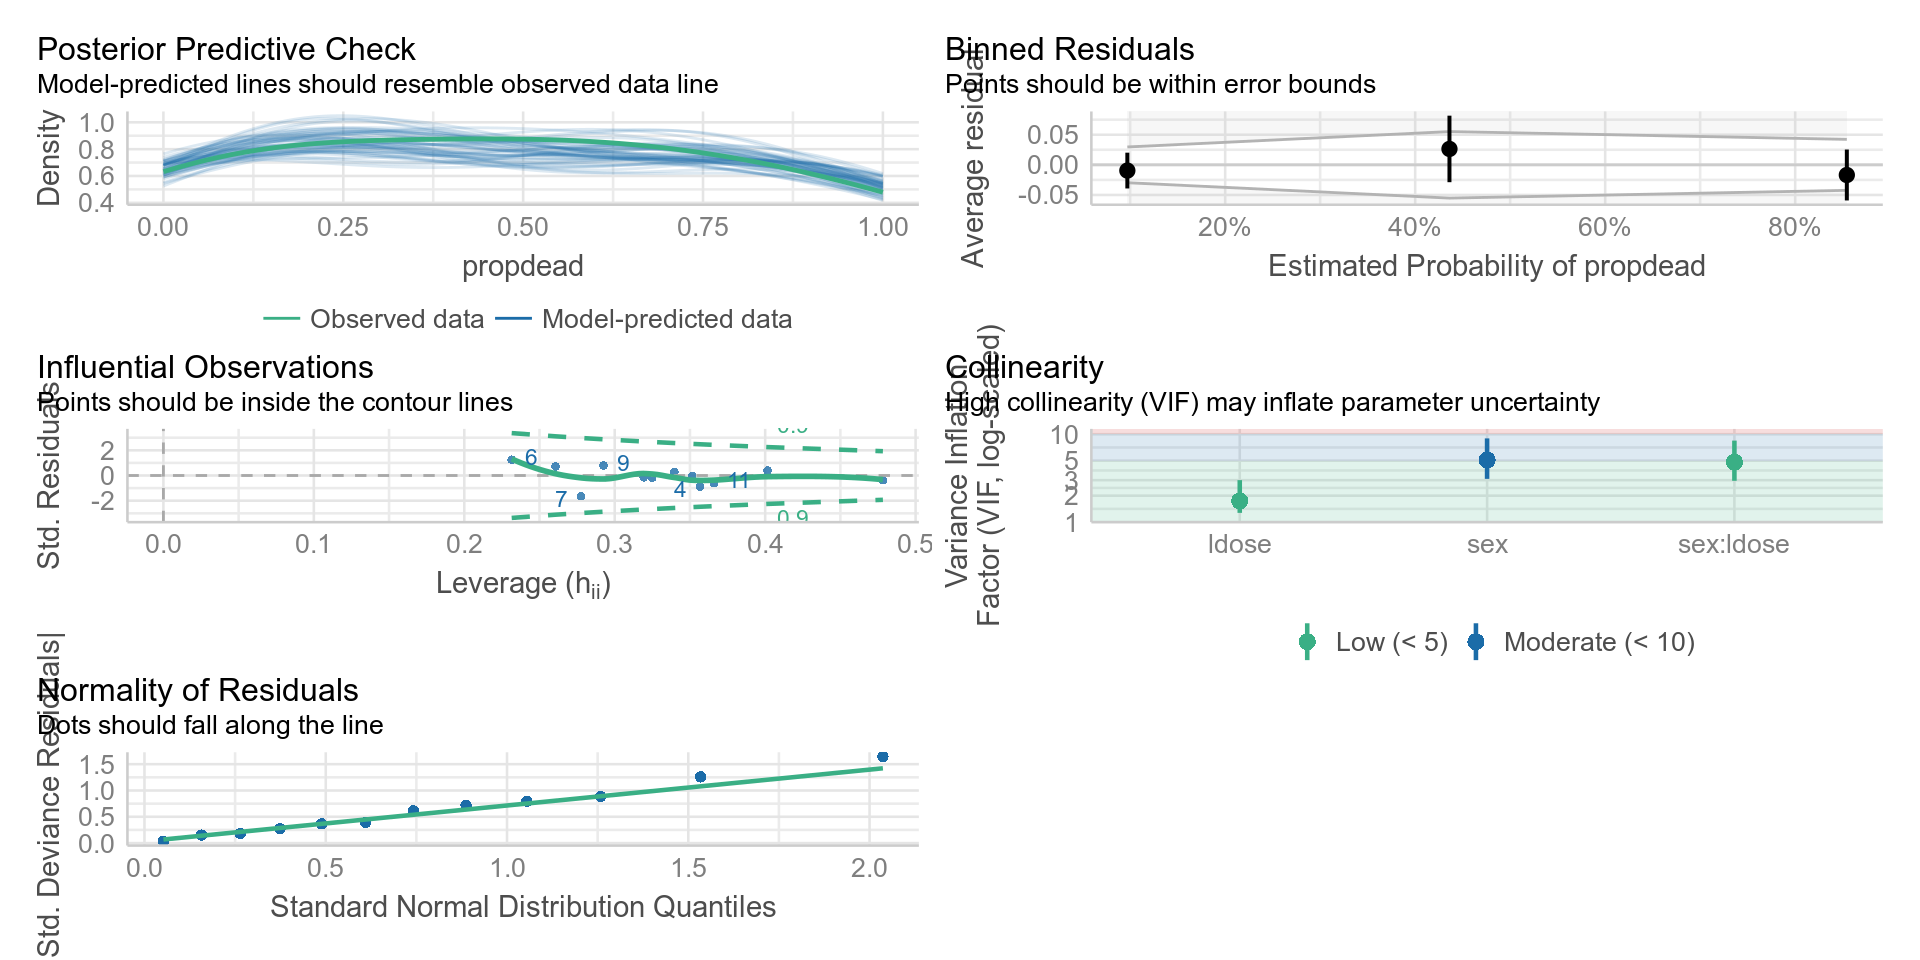 Posterior Predictive Check
Model-predicted lines should resemble observed data line
Density
1.0
0.8
0.6
0.4
0.00 0.25 0.50 0.75 1.00
propdead
Observed data Model-predicted data
Binned Residuals
Points should be within error bounds
Average residual
0.05
0.00
-0.05
20% 40% 60% 80%
Estimated Probability of propdead
Influential Observations
Points should be inside the contour lines
Std. Residuals
2
0
-2
0.9
6
9
7
4
11
0.9
0.0 0.1 0.2 0.3 0.4 0.5
Leverage (hii)
Collinearity
High collinearity (VIF) may inflate parameter uncertainty
Variance Inflation
Factor (VIF, log-scaled)
10
5
3
2
1
ldose sex sex:ldose
Low (< 5) Moderate (< 10)
Normality of Residuals
Dots should fall along the line
Std. Deviance Residuals|
1.5
1.0
0.5
0.0
0.0 0.5 1.0 1.5 2.0
Standard Normal Distribution Quantiles